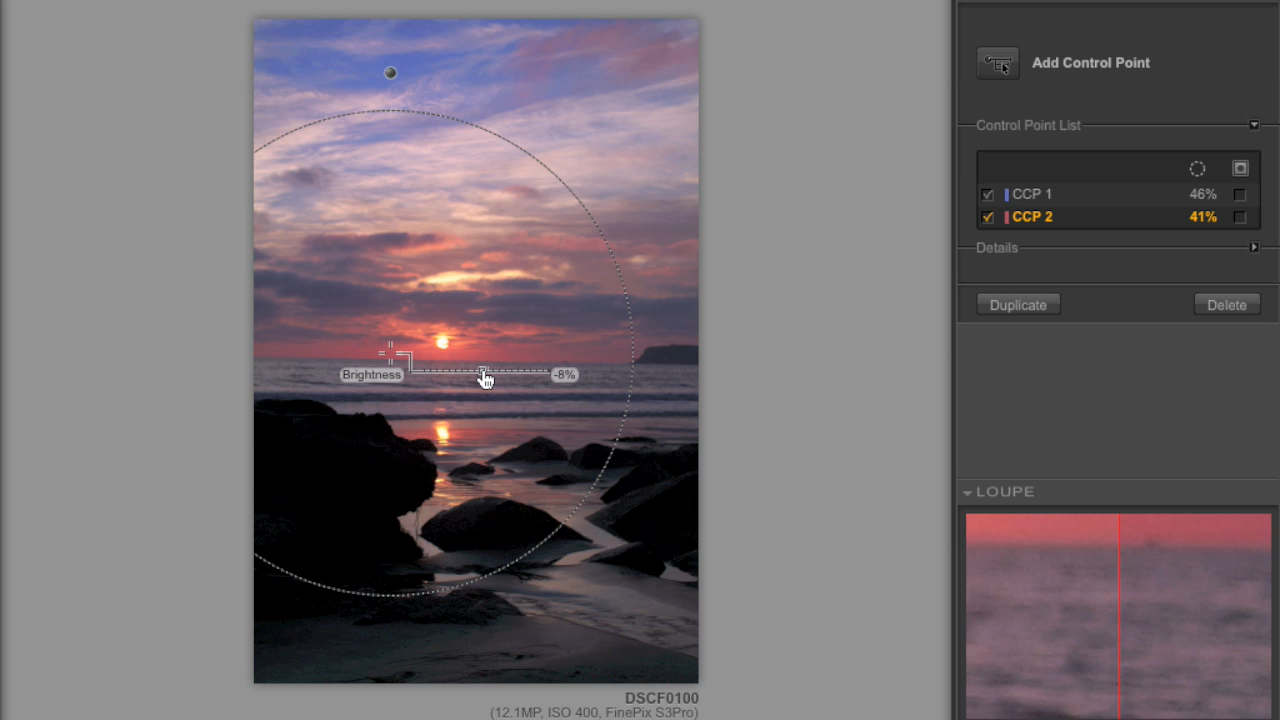 Add Control Point
Control Point List
CCP 1 46%
CCP 2 41%
Details
Duplicate Delete
Brightness -8%
LOUPE
DSCF0100
(12.1MP, ISO 400, FinePix S3Pro)